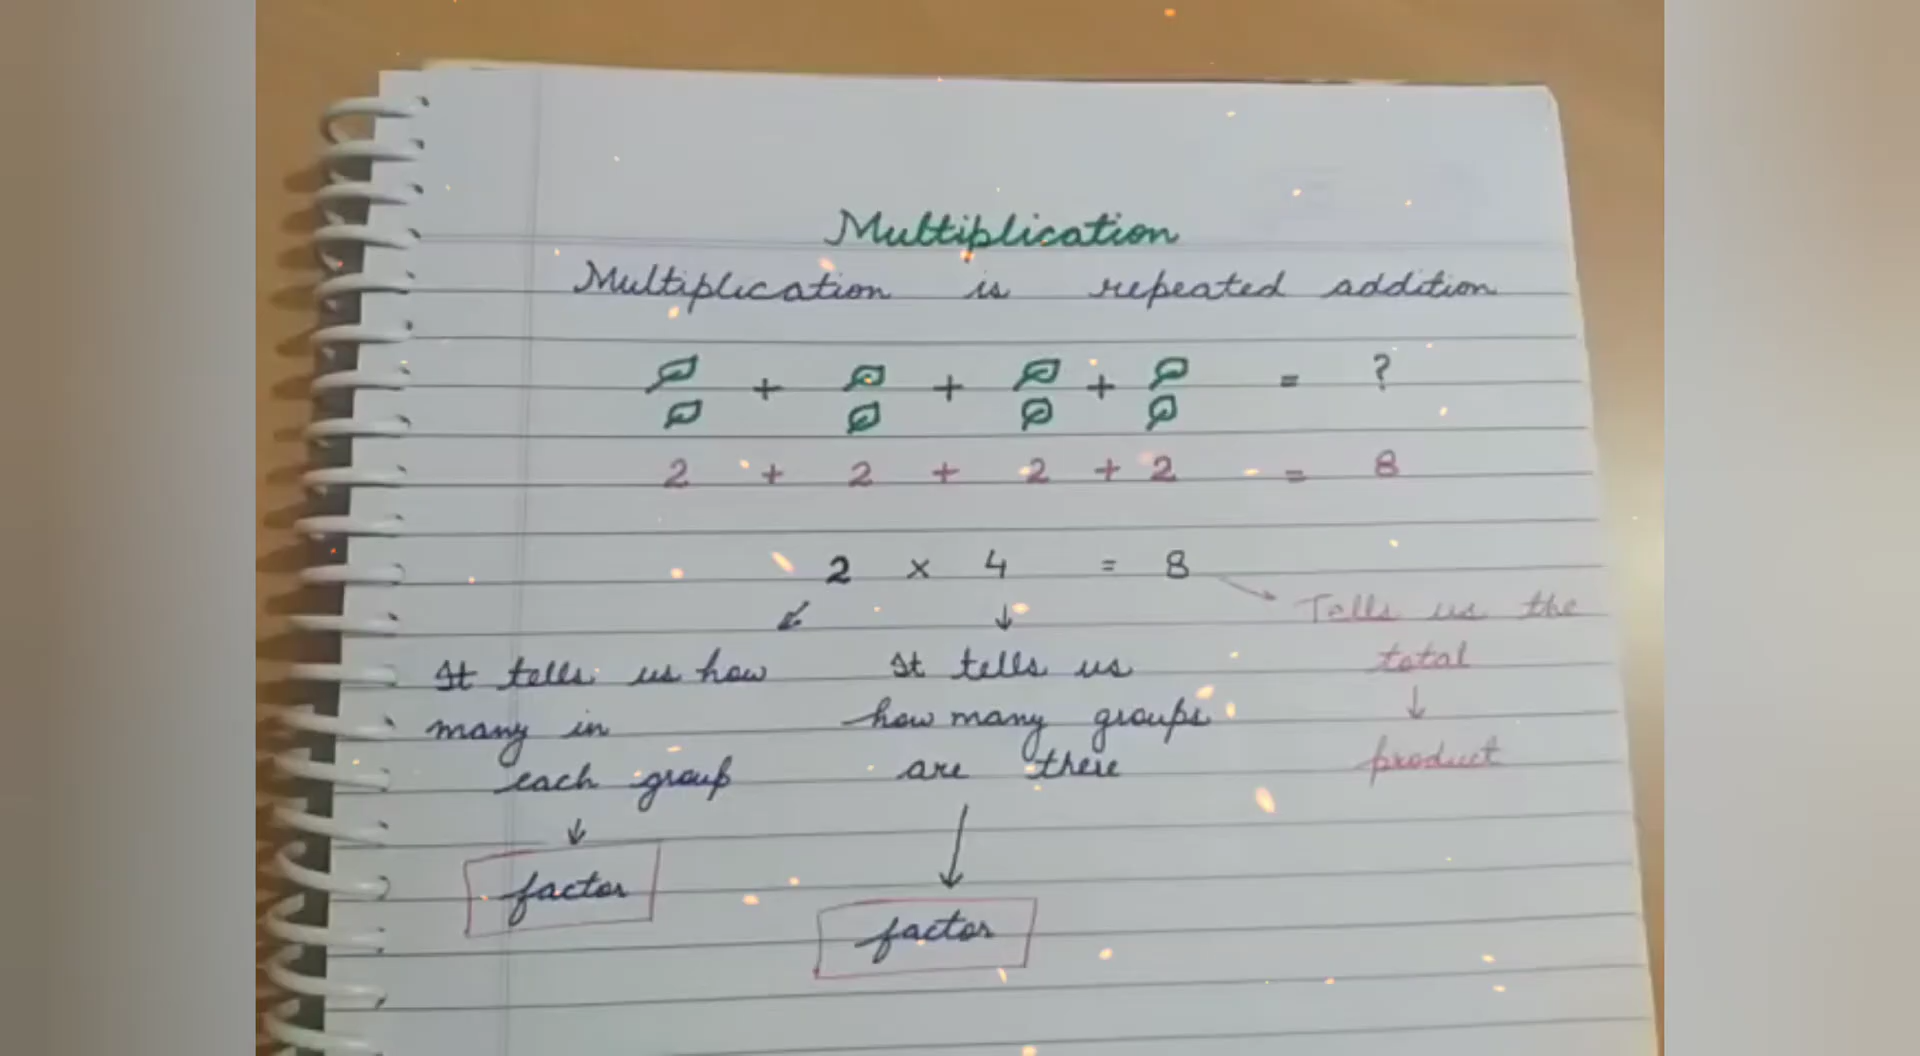 Multiplication
Multiplication is repeated addition
+ + + = ?
2 + 2 + 2 + 2 = 8
2 × 4 = 8
It tells us how
many in
each group
factor
It tells us
how many groups
are there
factor
Tells us the
total
product